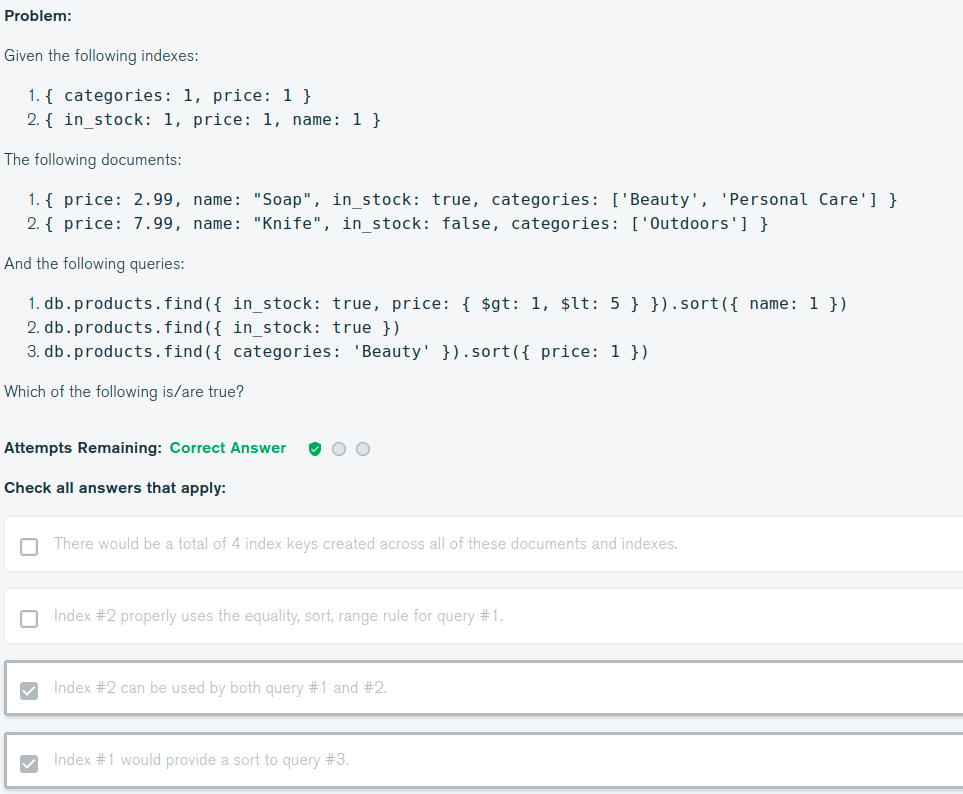 Problem:
Given the following indexes:
1. { categories: 1, price: 1 }
2. { in_stock: 1, price: 1, name: 1 }
The following documents:
1. { price: 2.99, name: "Soap", in_stock: true, categories: ['Beauty', 'Personal Care'] }
2. { price: 7.99, name: "Knife", in_stock: false, categories: ['Outdoors'] }
And the following queries:
1. db.products.find({ in_stock: true, price: { $gt: 1, $lt: 5 } }).sort({ name: 1 })
2. db.products.find({ in_stock: true })
3. db.products.find({ categories: 'Beauty' }).sort({ price: 1 })
Which of the following is/are true?
Attempts Remaining: Correct Answer
Check all answers that apply:
There would be a total of 4 index keys created across all of these documents and indexes.
Index #2 properly uses the equality, sort, range rule for query #1.
Index #2 can be used by both query #1 and #2.
Index #1 would provide a sort to query #3.